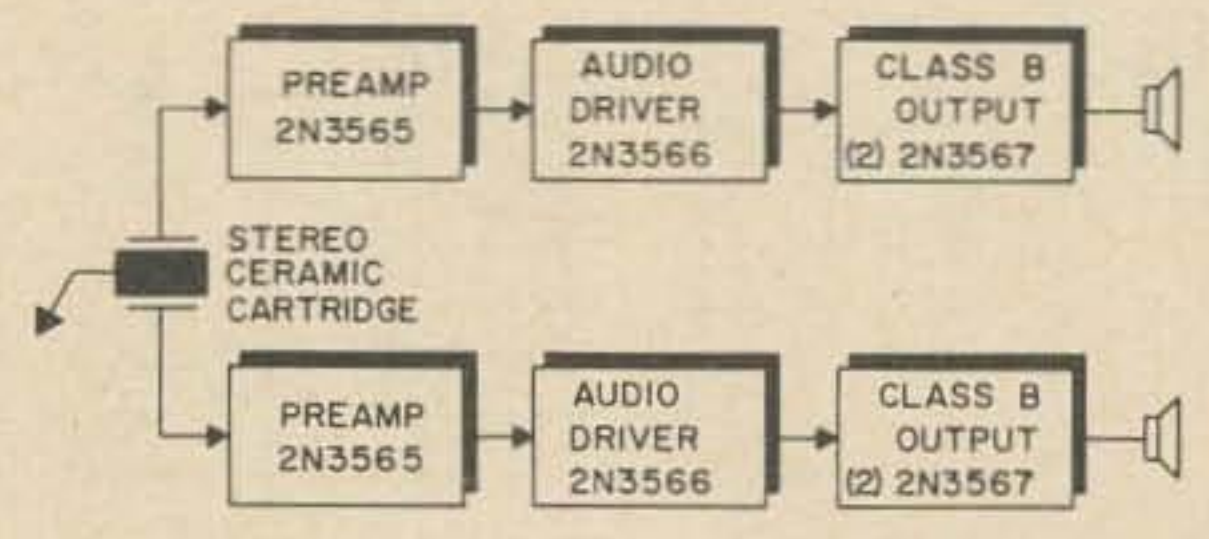 PREAMP
2N3565
AUDIO
DRIVER
2N3566
CLASS B
OUTPUT
(2) 2N3567
STEREO
CERAMIC
CARTRIDGE
PREAMP
2N3565
AUDIO
DRIVER
2N3566
CLASS B
OUTPUT
(2) 2N3567